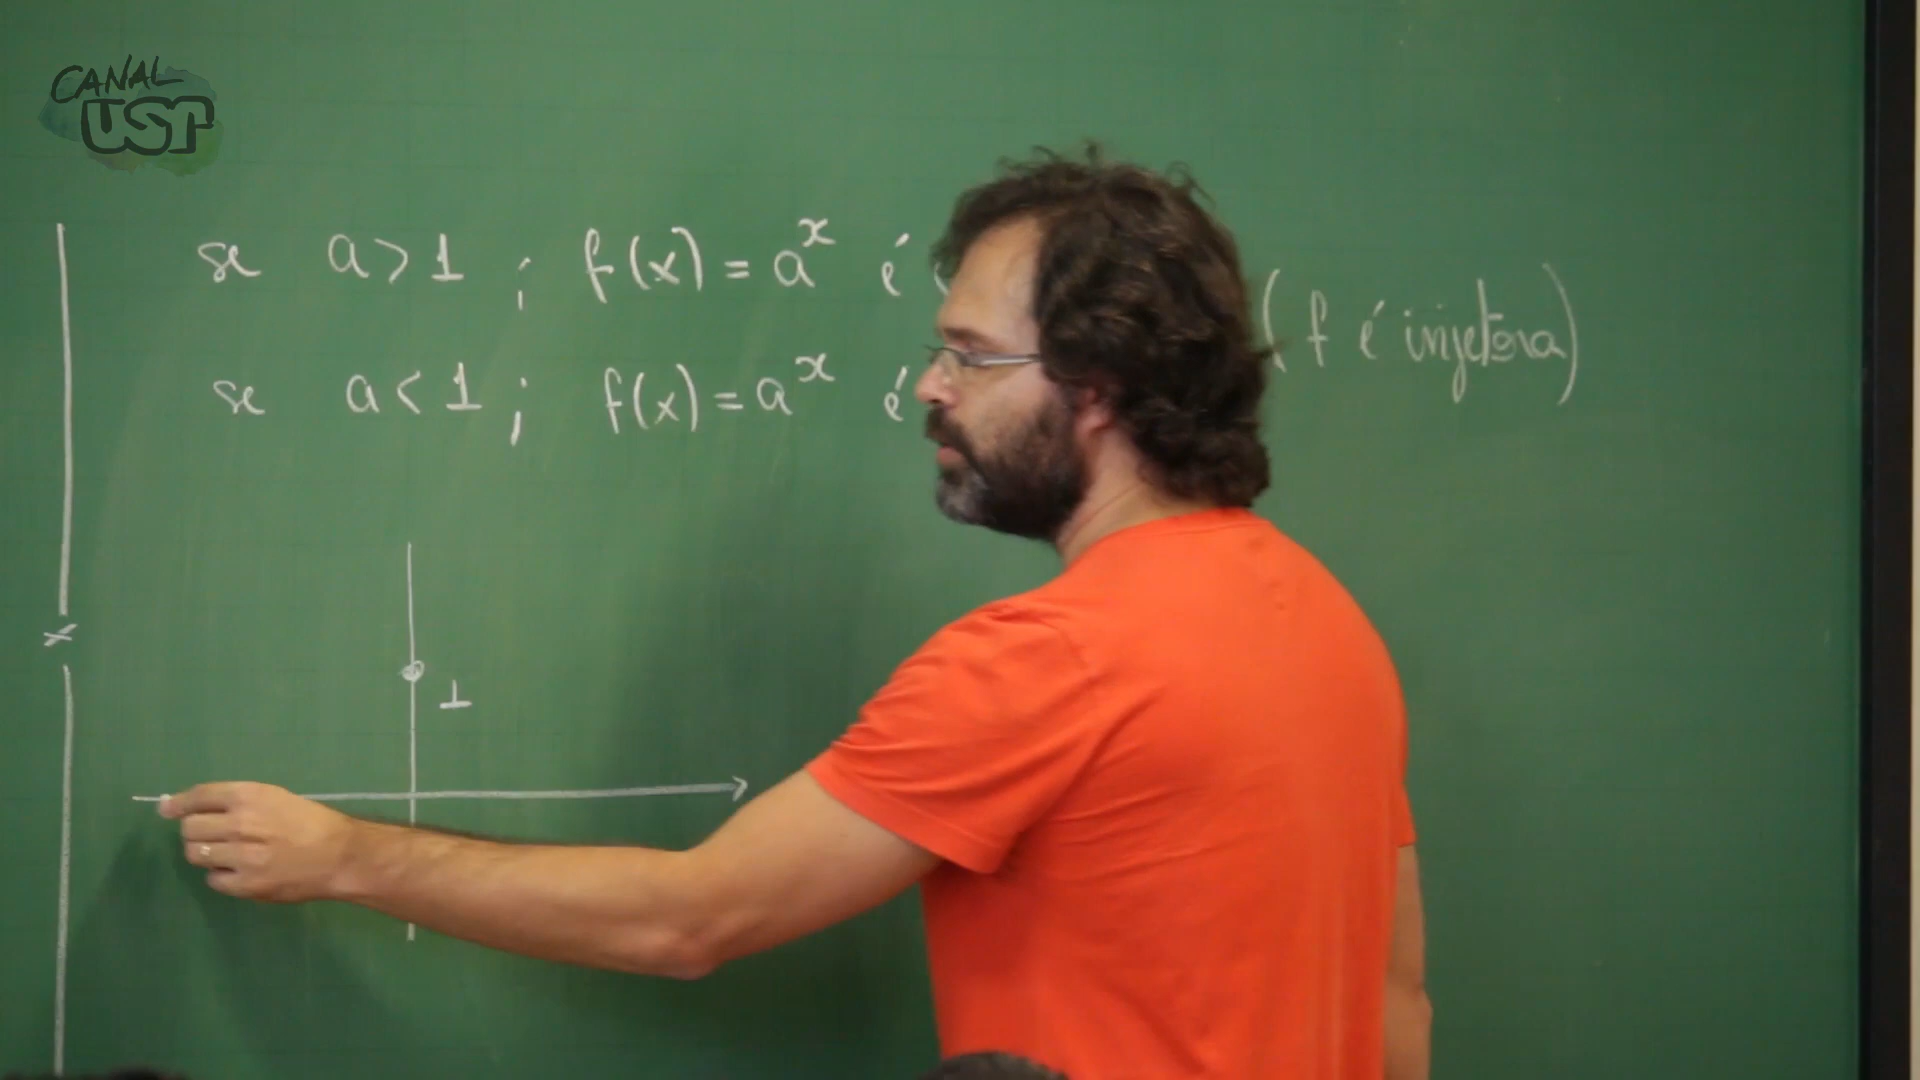 CANAL
USP
se a > 1 ; f(x) = a^x é
(f é injetora)
se a < 1 ; f(x) = a^x é
1